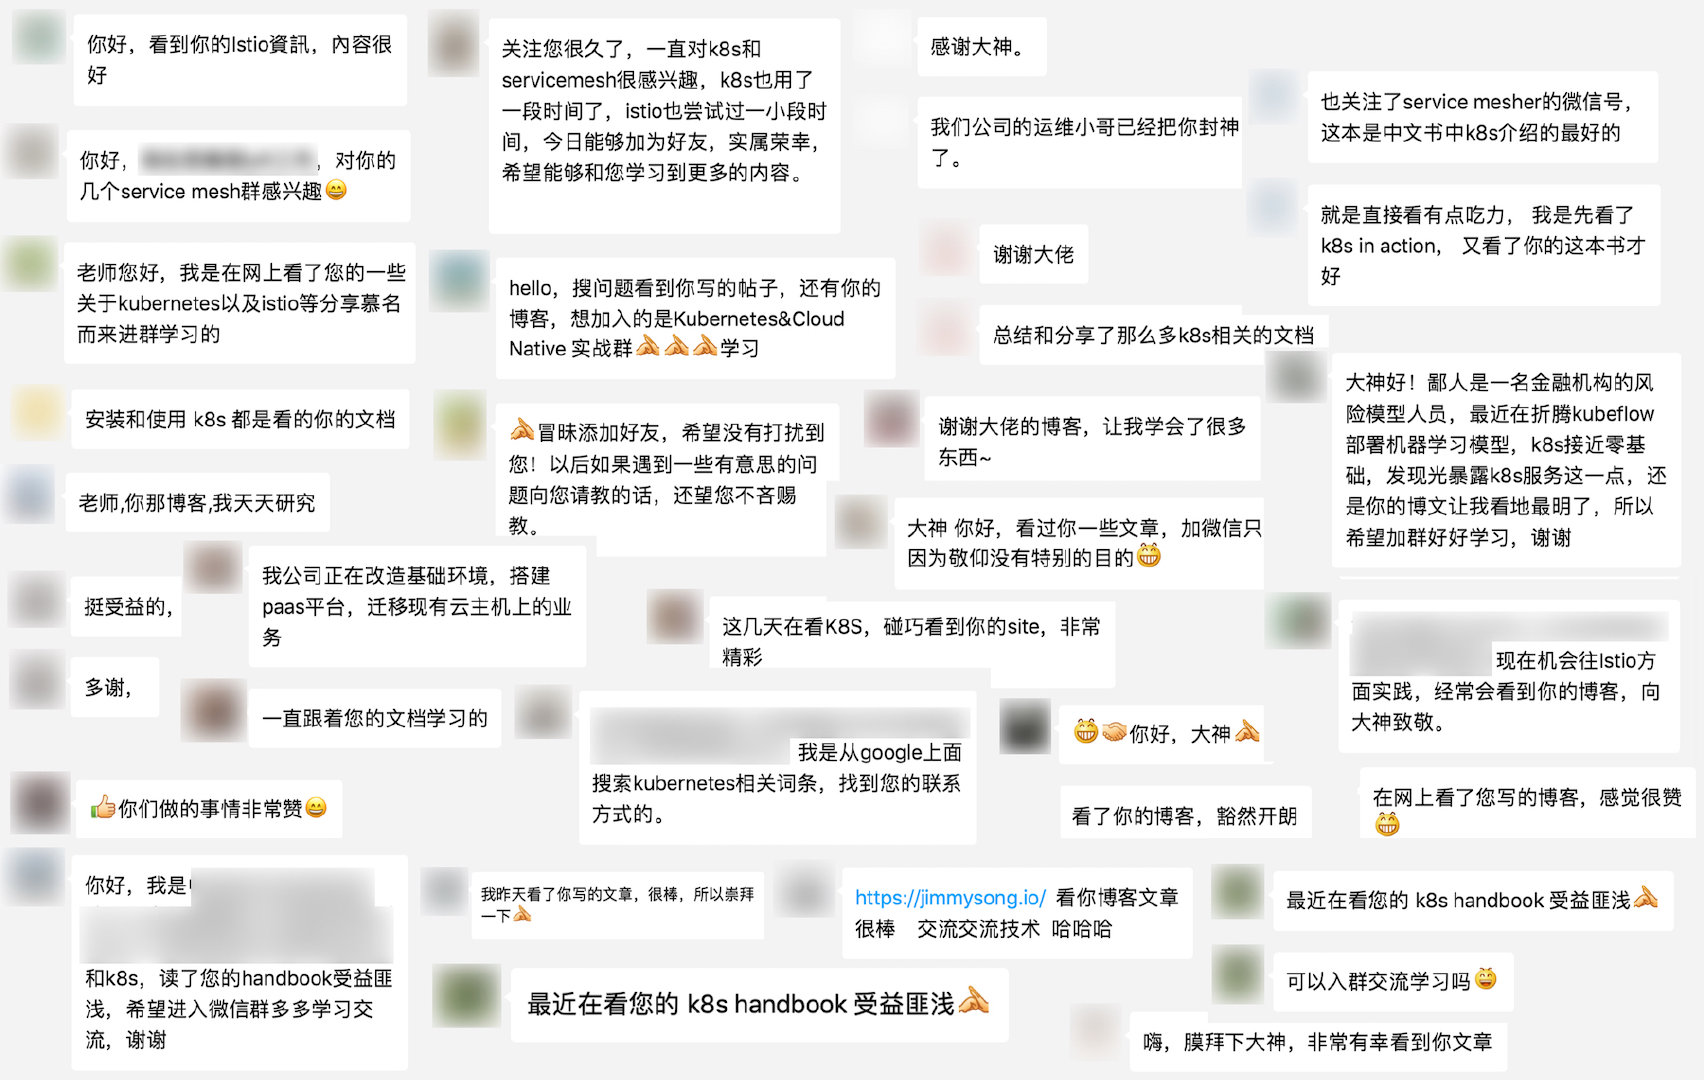 你好，看到你的Istio資訊，內容很
好
你好，
，对你的
几个service mesh群感兴趣😄
老师您好，我是在网上看了您的一些
关于kubernetes以及istio等分享慕名
而来进群学习的
安装和使用 k8s 都是看的你的文档
老师,你那博客,我天天研究
挺受益的，
多谢，
我公司正在改造基础环境，搭建
paas平台，迁移现有云主机上的业
务
一直跟着您的文档学习的
👍你们做的事情非常赞😄
你好，我是
和k8s，读了您的handbook受益匪
浅，希望进入微信群多多学习交
流，谢谢
关注您很久了，一直对k8s和
servicemesh很感兴趣，k8s也用了
一段时间了，istio也尝试过一小段时
间，今日能够加为好友，实属荣幸，
希望能够和您学习到更多的内容。
hello，搜问题看到你写的帖子，还有你的
博客，想加入的是Kubernetes&Cloud
Native 实战群🙏🙏🙏学习
🙏冒昧添加好友，希望没有打扰到
您！以后如果遇到一些有意思的问
题向您请教的话，还望您不吝赐
教。
这几天在看K8S，碰巧看到你的site，非常
精彩
我是从google上面
搜索kubernetes相关词条，找到您的联系
方式的。
我昨天看了你写的文章，很棒，所以崇拜
一下🙏
最近在看您的 k8s handbook 受益匪浅🙏
感谢大神。
我们公司的运维小哥已经把你封神
了。
谢谢大佬
总结和分享了那么多k8s相关的文档
谢谢大佬的博客，让我学会了很多
东西~
大神 你好，看过你一些文章，加微信只
因为敬仰没有特别的目的😁
😁🤝你好，大神🙏
看了你的博客，豁然开朗
https://jimmysong.io/ 看你博客文章
很棒 交流交流技术 哈哈哈
也关注了service mesher的微信号，
这本是中文书中k8s介绍的最好的
就是直接看有点吃力， 我是先看了
k8s in action， 又看了你的这本书才
好
大神好！鄙人是一名金融机构的风
险模型人员，最近在折腾kubeflow
部署机器学习模型，k8s接近零基
础，发现光暴露k8s服务这一点，还
是你的博文让我看地最明了，所以
希望加群好好学习，谢谢
现在机会往Istio方
面实践，经常会看到你的博客，向
大神致敬。
在网上看了您写的博客，感觉很赞
😁
最近在看您的 k8s handbook 受益匪浅🙏
可以入群交流学习吗😄
嗨，膜拜下大神，非常有幸看到你文章